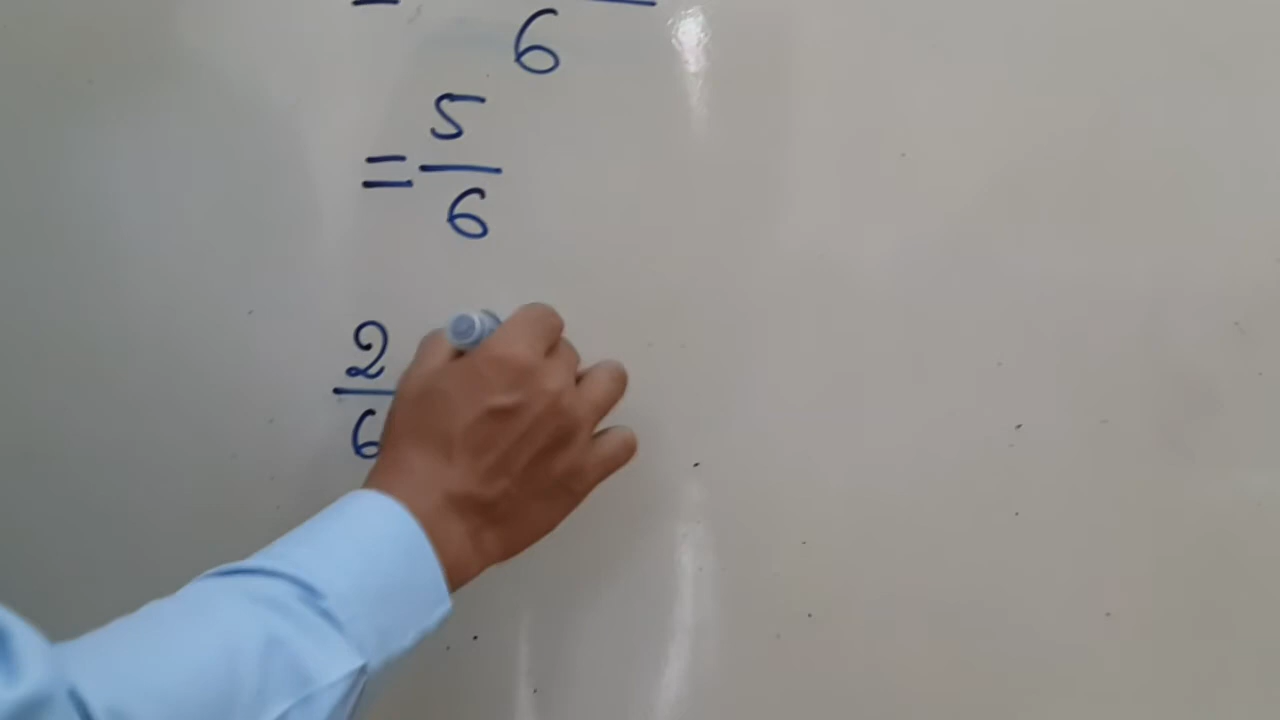 = 6
= 5/6
2/6